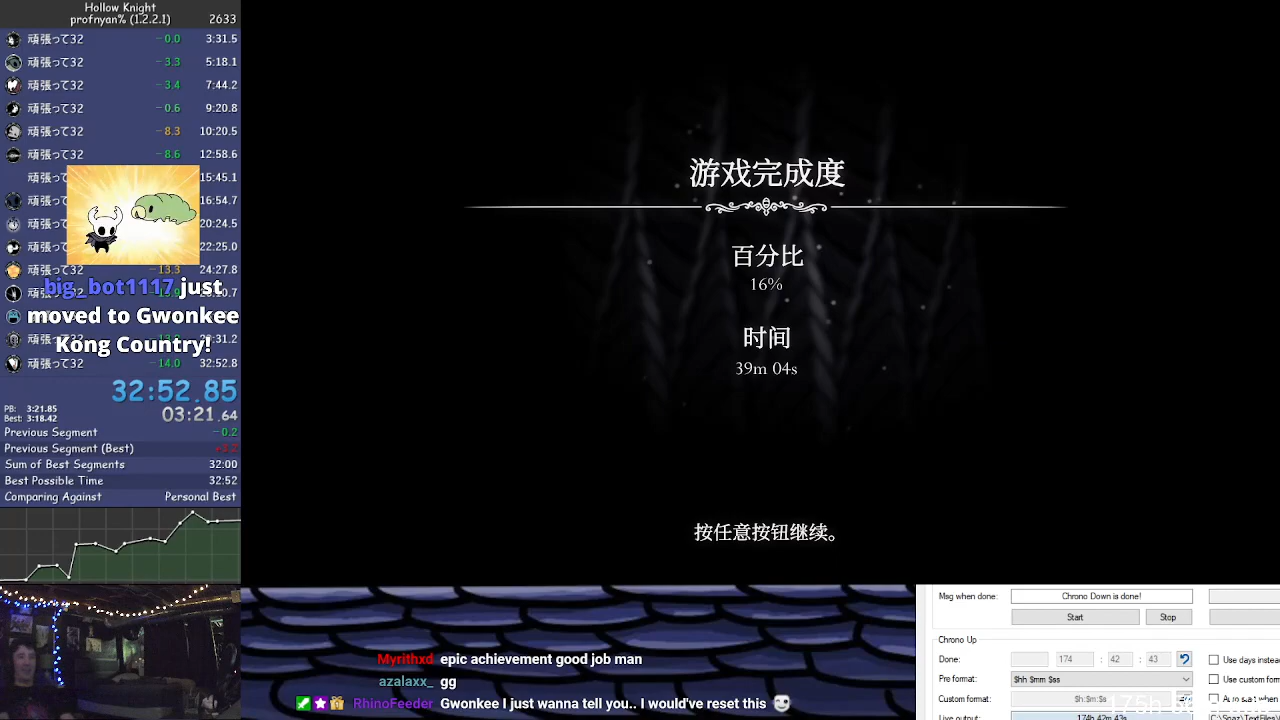 Hollow Knight
profnyan% (1.2.2.1) 2633
頑張って32 −0.0 3:31.5
頑張って32 −3.3 5:18.1
頑張って32 −3.4 7:44.2
頑張って32 −0.6 9:20.8
頑張って32 −8.3 10:20.5
頑張って32 −8.6 12:58.6
15:45.1
16:54.7
20:24.5
22:25.0
頑張って32 −13.3 24:27.8
頑張って32 −14.0 32:52.8
big_bot1117 just
moved to Gwonkee
Kong Country!
32:52.85
PB: 3:21.85
Best: 3:18.42
03:21.64
Previous Segment −0.2
Previous Segment (Best)
Sum of Best Segments 32:00
Best Possible Time 32:52
Comparing Against Personal Best
游戏完成度
百分比
16%
时间
39m 04s
按任意按钮继续。
Myrithxd epic achievement good job man
azalaxx_ gg
RhinoFeeder Gwonam I just wanna tell you.. I would've reset this
Msg when done: Chrono Down is done!
Start Stop
Chrono Up
Done: 174 : 42 : 43 Use days instea
Pre format: $hh $mm $ss Use custom for
Custom format: $h:$m:$s
Live output: 174h 42m 43s